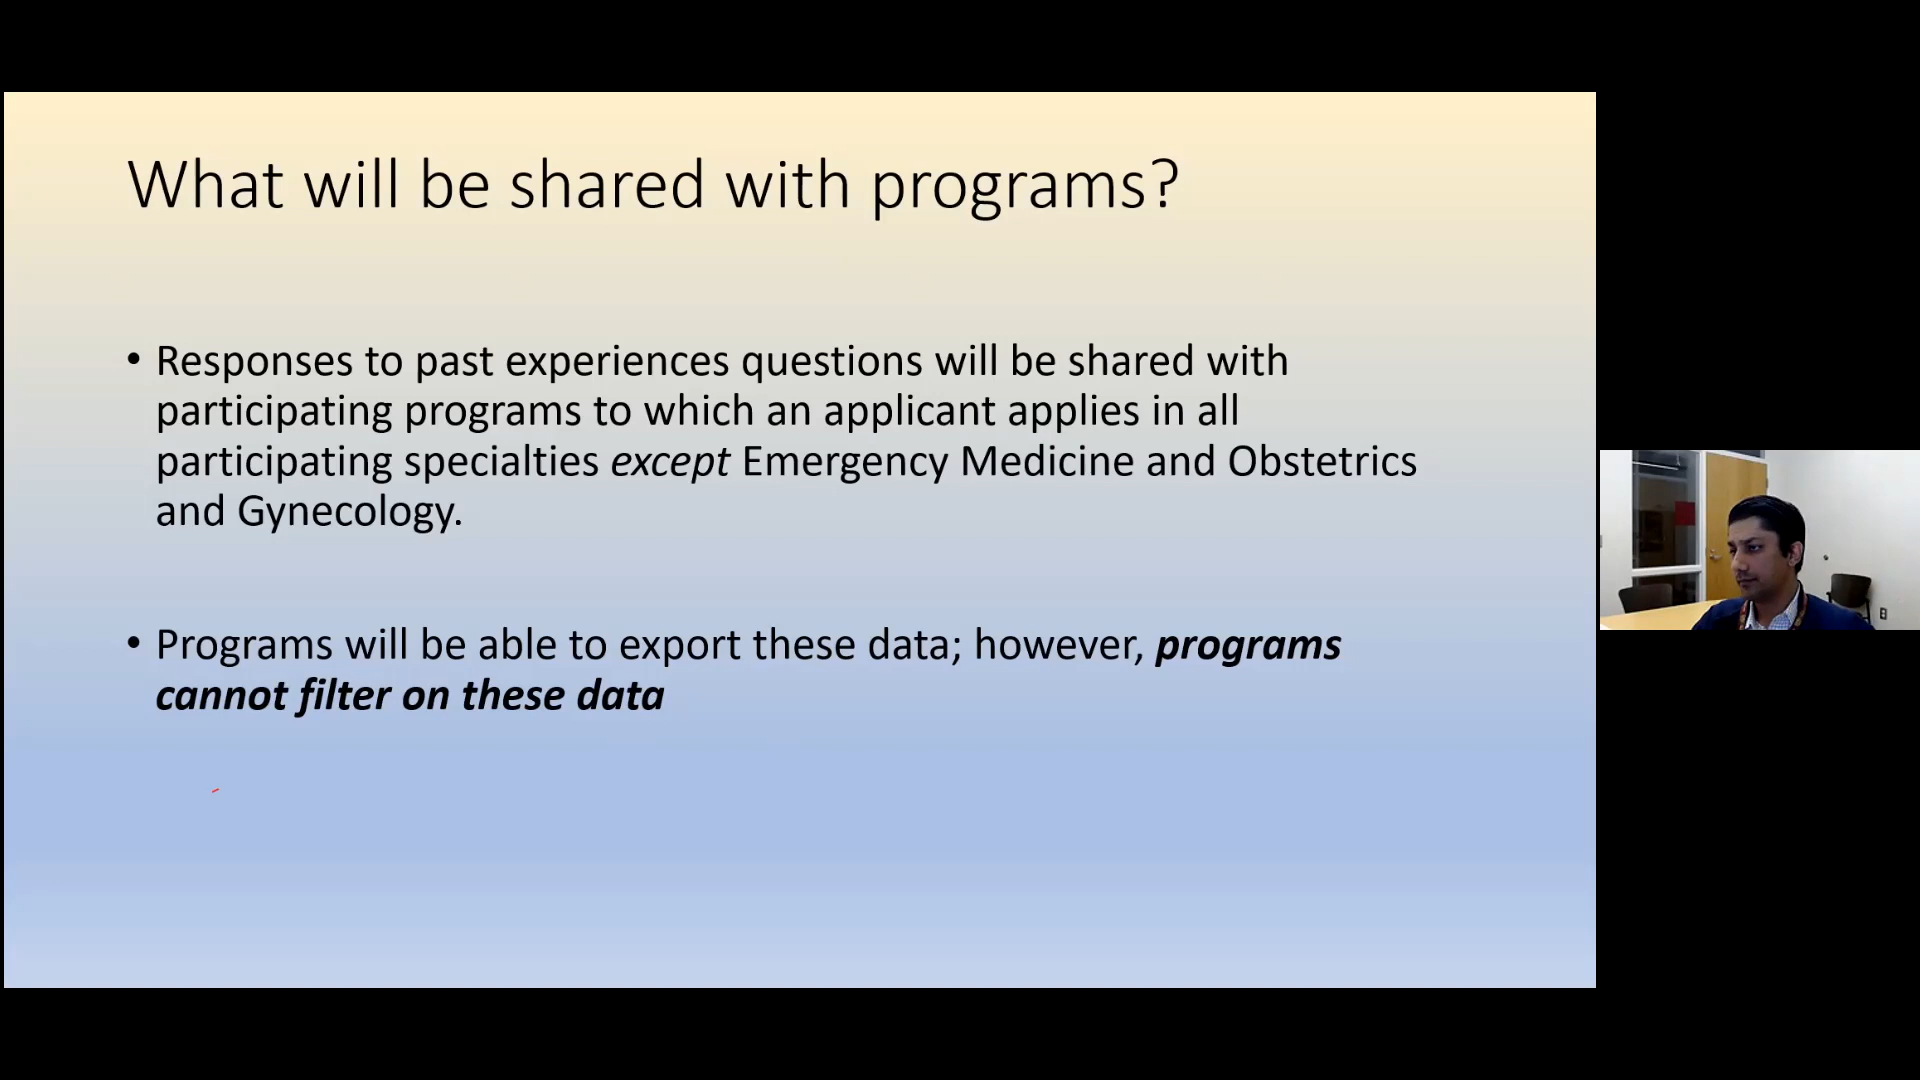 What will be shared with programs?
• Responses to past experiences questions will be shared with
participating programs to which an applicant applies in all
participating specialties except Emergency Medicine and Obstetrics
and Gynecology.
• Programs will be able to export these data; however, programs
cannot filter on these data